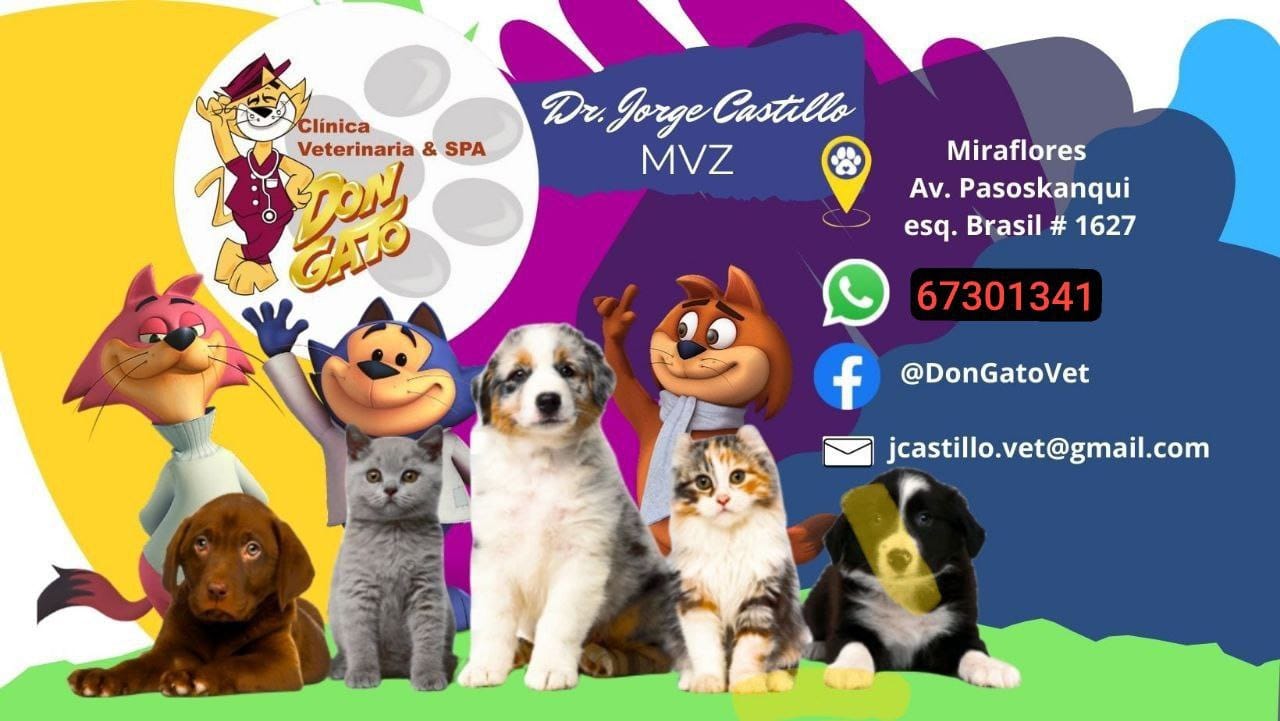 Clínica
Veterinaria & SPA
DON
GATO
Dr. Jorge Castillo
MVZ
Miraflores
Av. Pasoskanqui
esq. Brasil # 1627
67301341
@DonGatoVet
jcastillo.vet@gmail.com